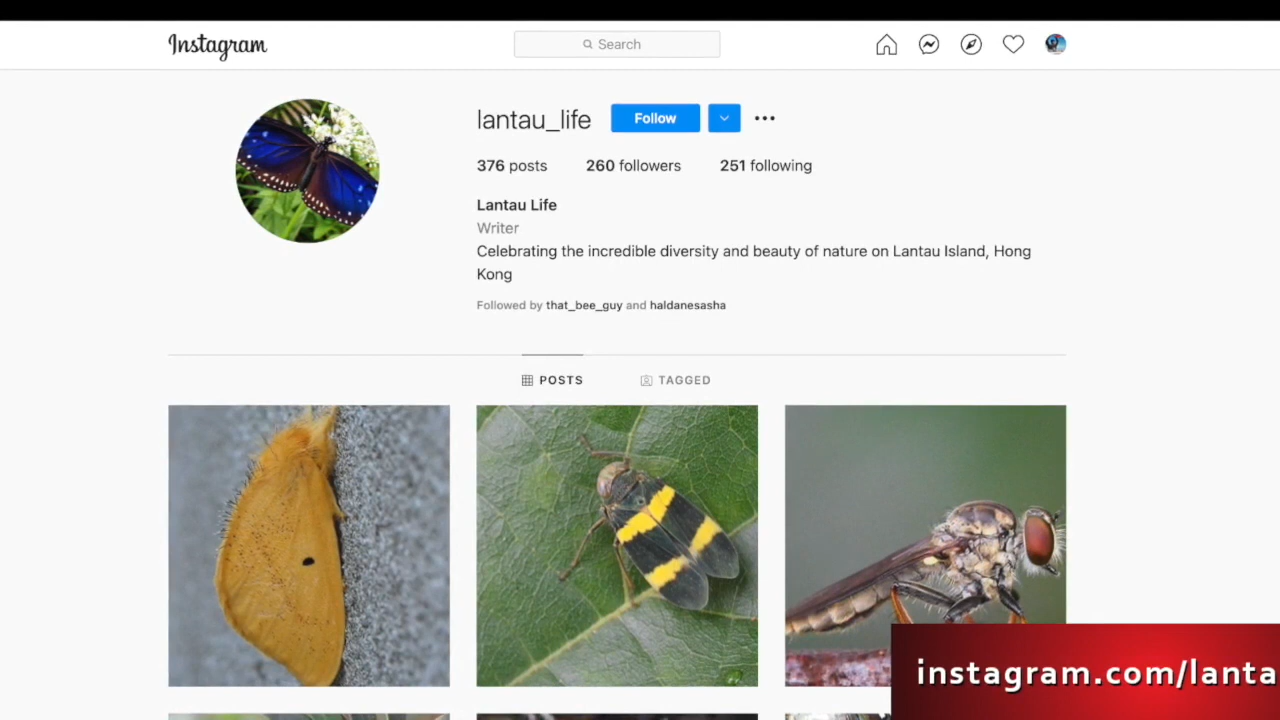 Instagram
Search
lantau_life Follow
376 posts 260 followers 251 following
Lantau Life
Writer
Celebrating the incredible diversity and beauty of nature on Lantau Island, Hong
Kong
Followed by that_bee_guy and haldanesasha
POSTS TAGGED
instagram.com/lanta